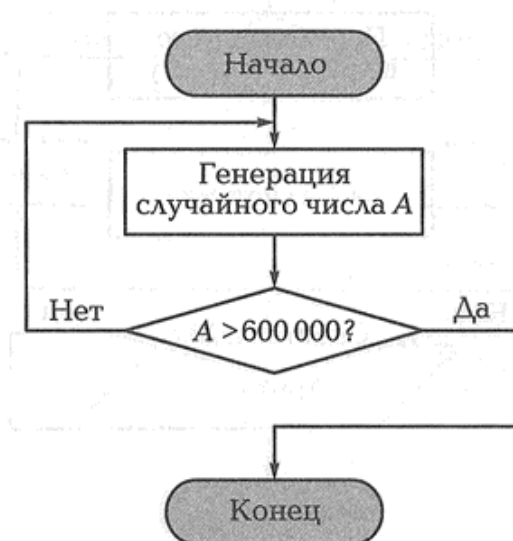 Начало
Генерация
случайного числа A
Нет
A > 600 000?
Да
Конец